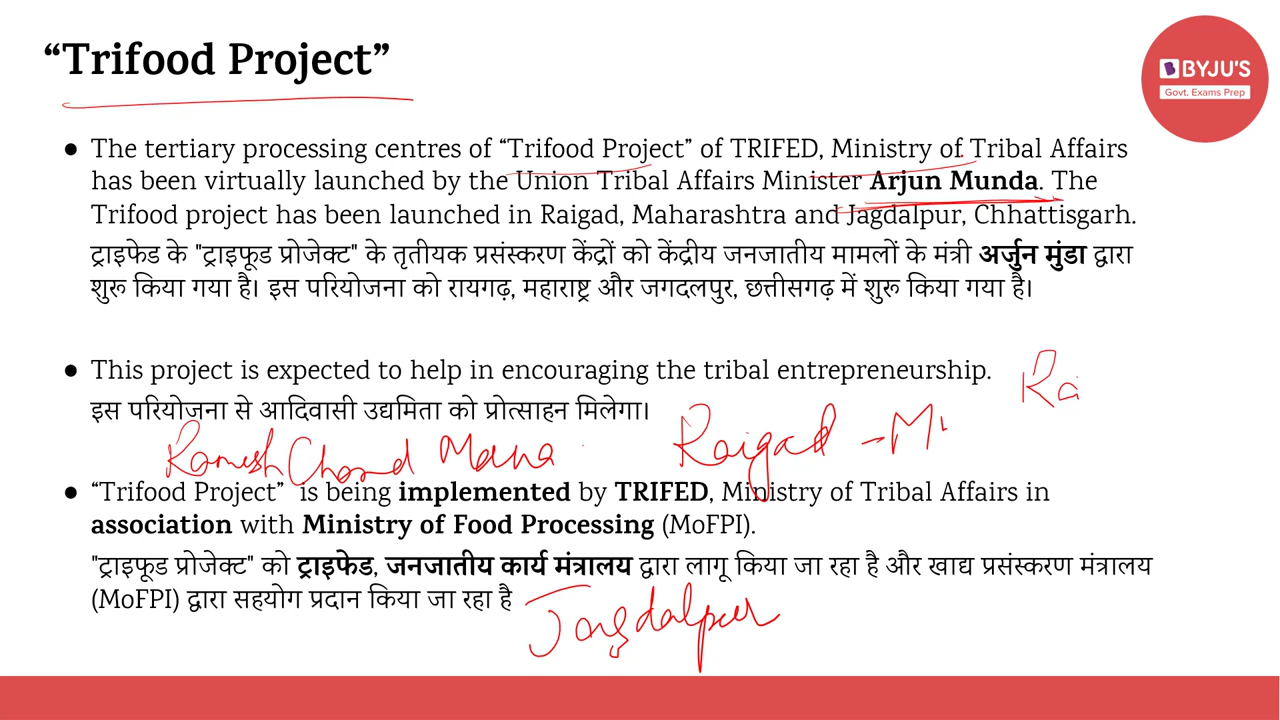 “Trifood Project”
BYJU'S
Govt. Exams Prep
● The tertiary processing centres of “Trifood Project” of TRIFED, Ministry of Tribal Affairs
has been virtually launched by the Union Tribal Affairs Minister Arjun Munda. The
Trifood project has been launched in Raigad, Maharashtra and Jagdalpur, Chhattisgarh.
ट्राइफेड के "ट्राइफूड प्रोजेक्ट" के तृतीयक प्रसंस्करण केंद्रों को केंद्रीय जनजातीय मामलों के मंत्री अर्जुन मुंडा द्वारा
शुरू किया गया है। इस परियोजना को रायगढ़, महाराष्ट्र और जगदलपुर, छत्तीसगढ़ में शुरू किया गया है।
● This project is expected to help in encouraging the tribal entrepreneurship.
Ra
इस परियोजना से आदिवासी उद्यमिता को प्रोत्साहन मिलेगा।
Ramesh Chand
Raigad -
● “Trifood Project” is being implemented by TRIFED, Ministry of Tribal Affairs in
association with Ministry of Food Processing (MoFPI).
"ट्राइफूड प्रोजेक्ट" को ट्राइफेड, जनजातीय कार्य मंत्रालय द्वारा लागू किया जा रहा है और खाद्य प्रसंस्करण मंत्रालय
(MoFPI) द्वारा सहयोग प्रदान किया जा रहा है
Jagdalpur